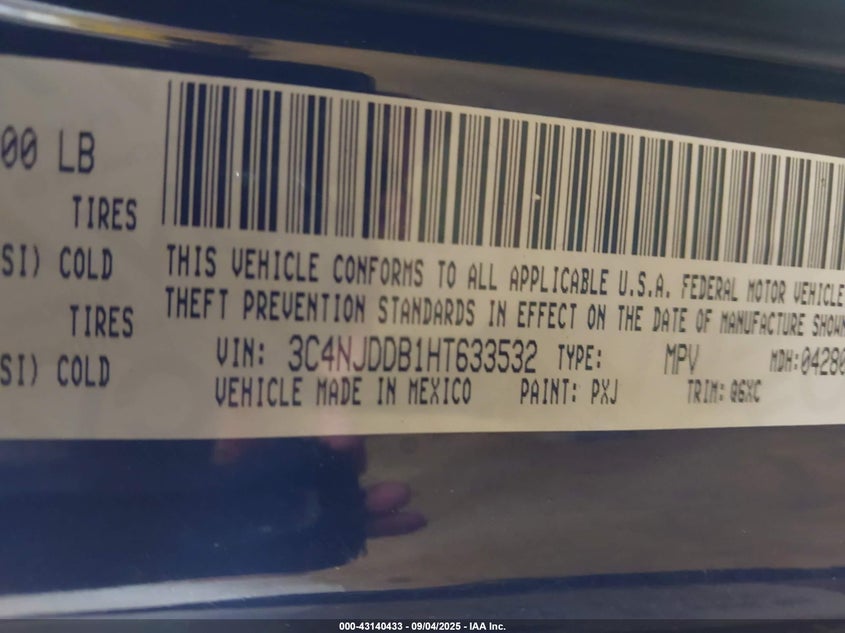 00 LB
TIRES
SI) COLD
TIRES
SI) COLD
THIS VEHICLE CONFORMS TO ALL APPLICABLE U.S.A. FEDERAL MOTOR VEHICLE
THEFT PREVENTION STANDARDS IN EFFECT ON THE DATE OF MANUFACTURE SHOWN
VIN: 3C4NJDDB1HT633532 TYPE: MPV MDH:04280
VEHICLE MADE IN MEXICO PAINT: PXJ TRIM: Q6XC
000-43140433 - 09/04/2025 - IAA Inc.